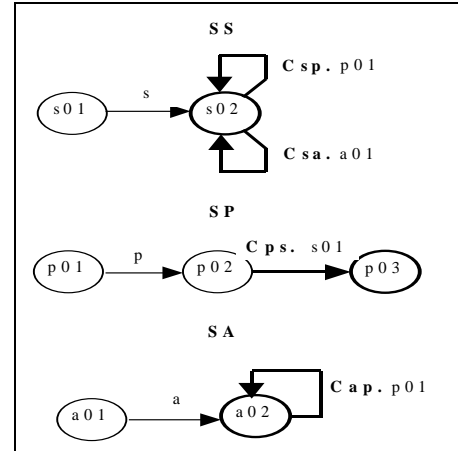 SS
Csp. p01
s01 s s02
Csa. a01
SP
Cps. s01
p01 p p02 p03
SA
Cap. p01
a01 a a02